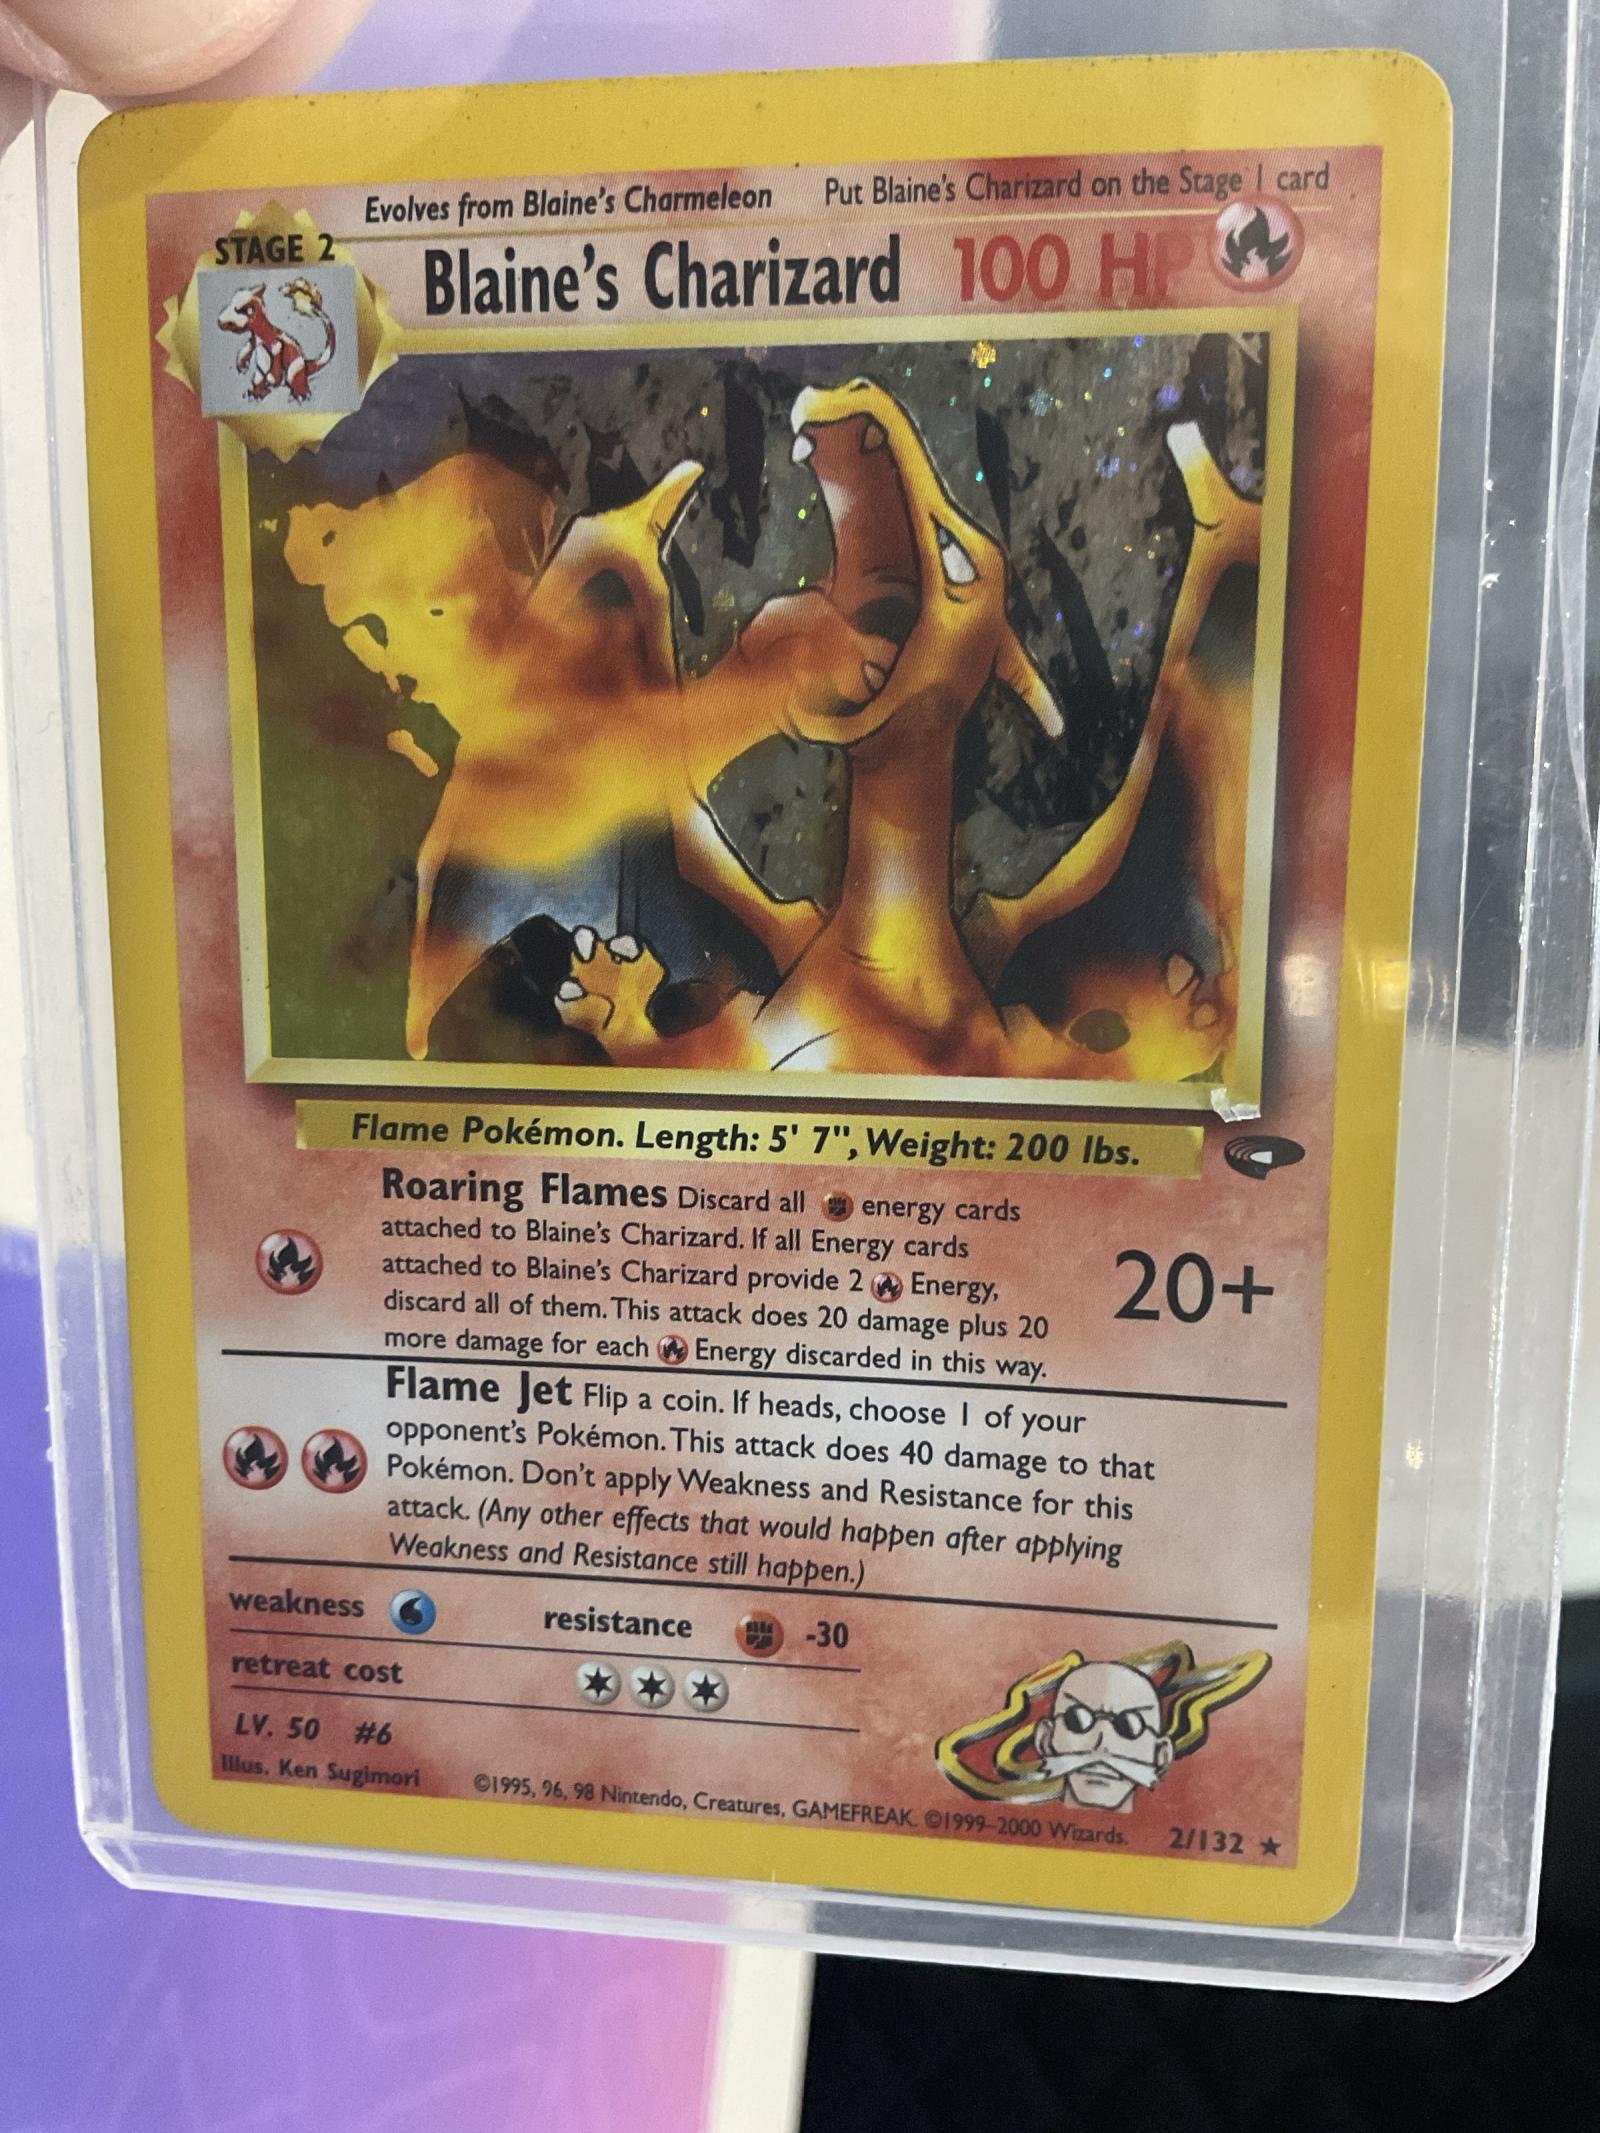 Evolves from Blaine's Charmeleon Put Blaine's Charizard on the Stage 1 card
STAGE 2
Blaine's Charizard 100 HP
Flame Pokémon. Length: 5' 7", Weight: 200 lbs.
Roaring Flames Discard all energy cards
attached to Blaine's Charizard. If all Energy cards
attached to Blaine's Charizard provide 2 Energy,
discard all of them. This attack does 20 damage plus 20
more damage for each Energy discarded in this way.
20+
Flame Jet Flip a coin. If heads, choose 1 of your
opponent's Pokémon. This attack does 40 damage to that
Pokémon. Don't apply Weakness and Resistance for this
attack. (Any other effects that would happen after applying
Weakness and Resistance still happen.)
weakness resistance -30
retreat cost
LV. 50 #6
Illus. Ken Sugimori
©1995, 96, 98 Nintendo, Creatures, GAMEFREAK. ©1999-2000 Wizards. 2/132 ★